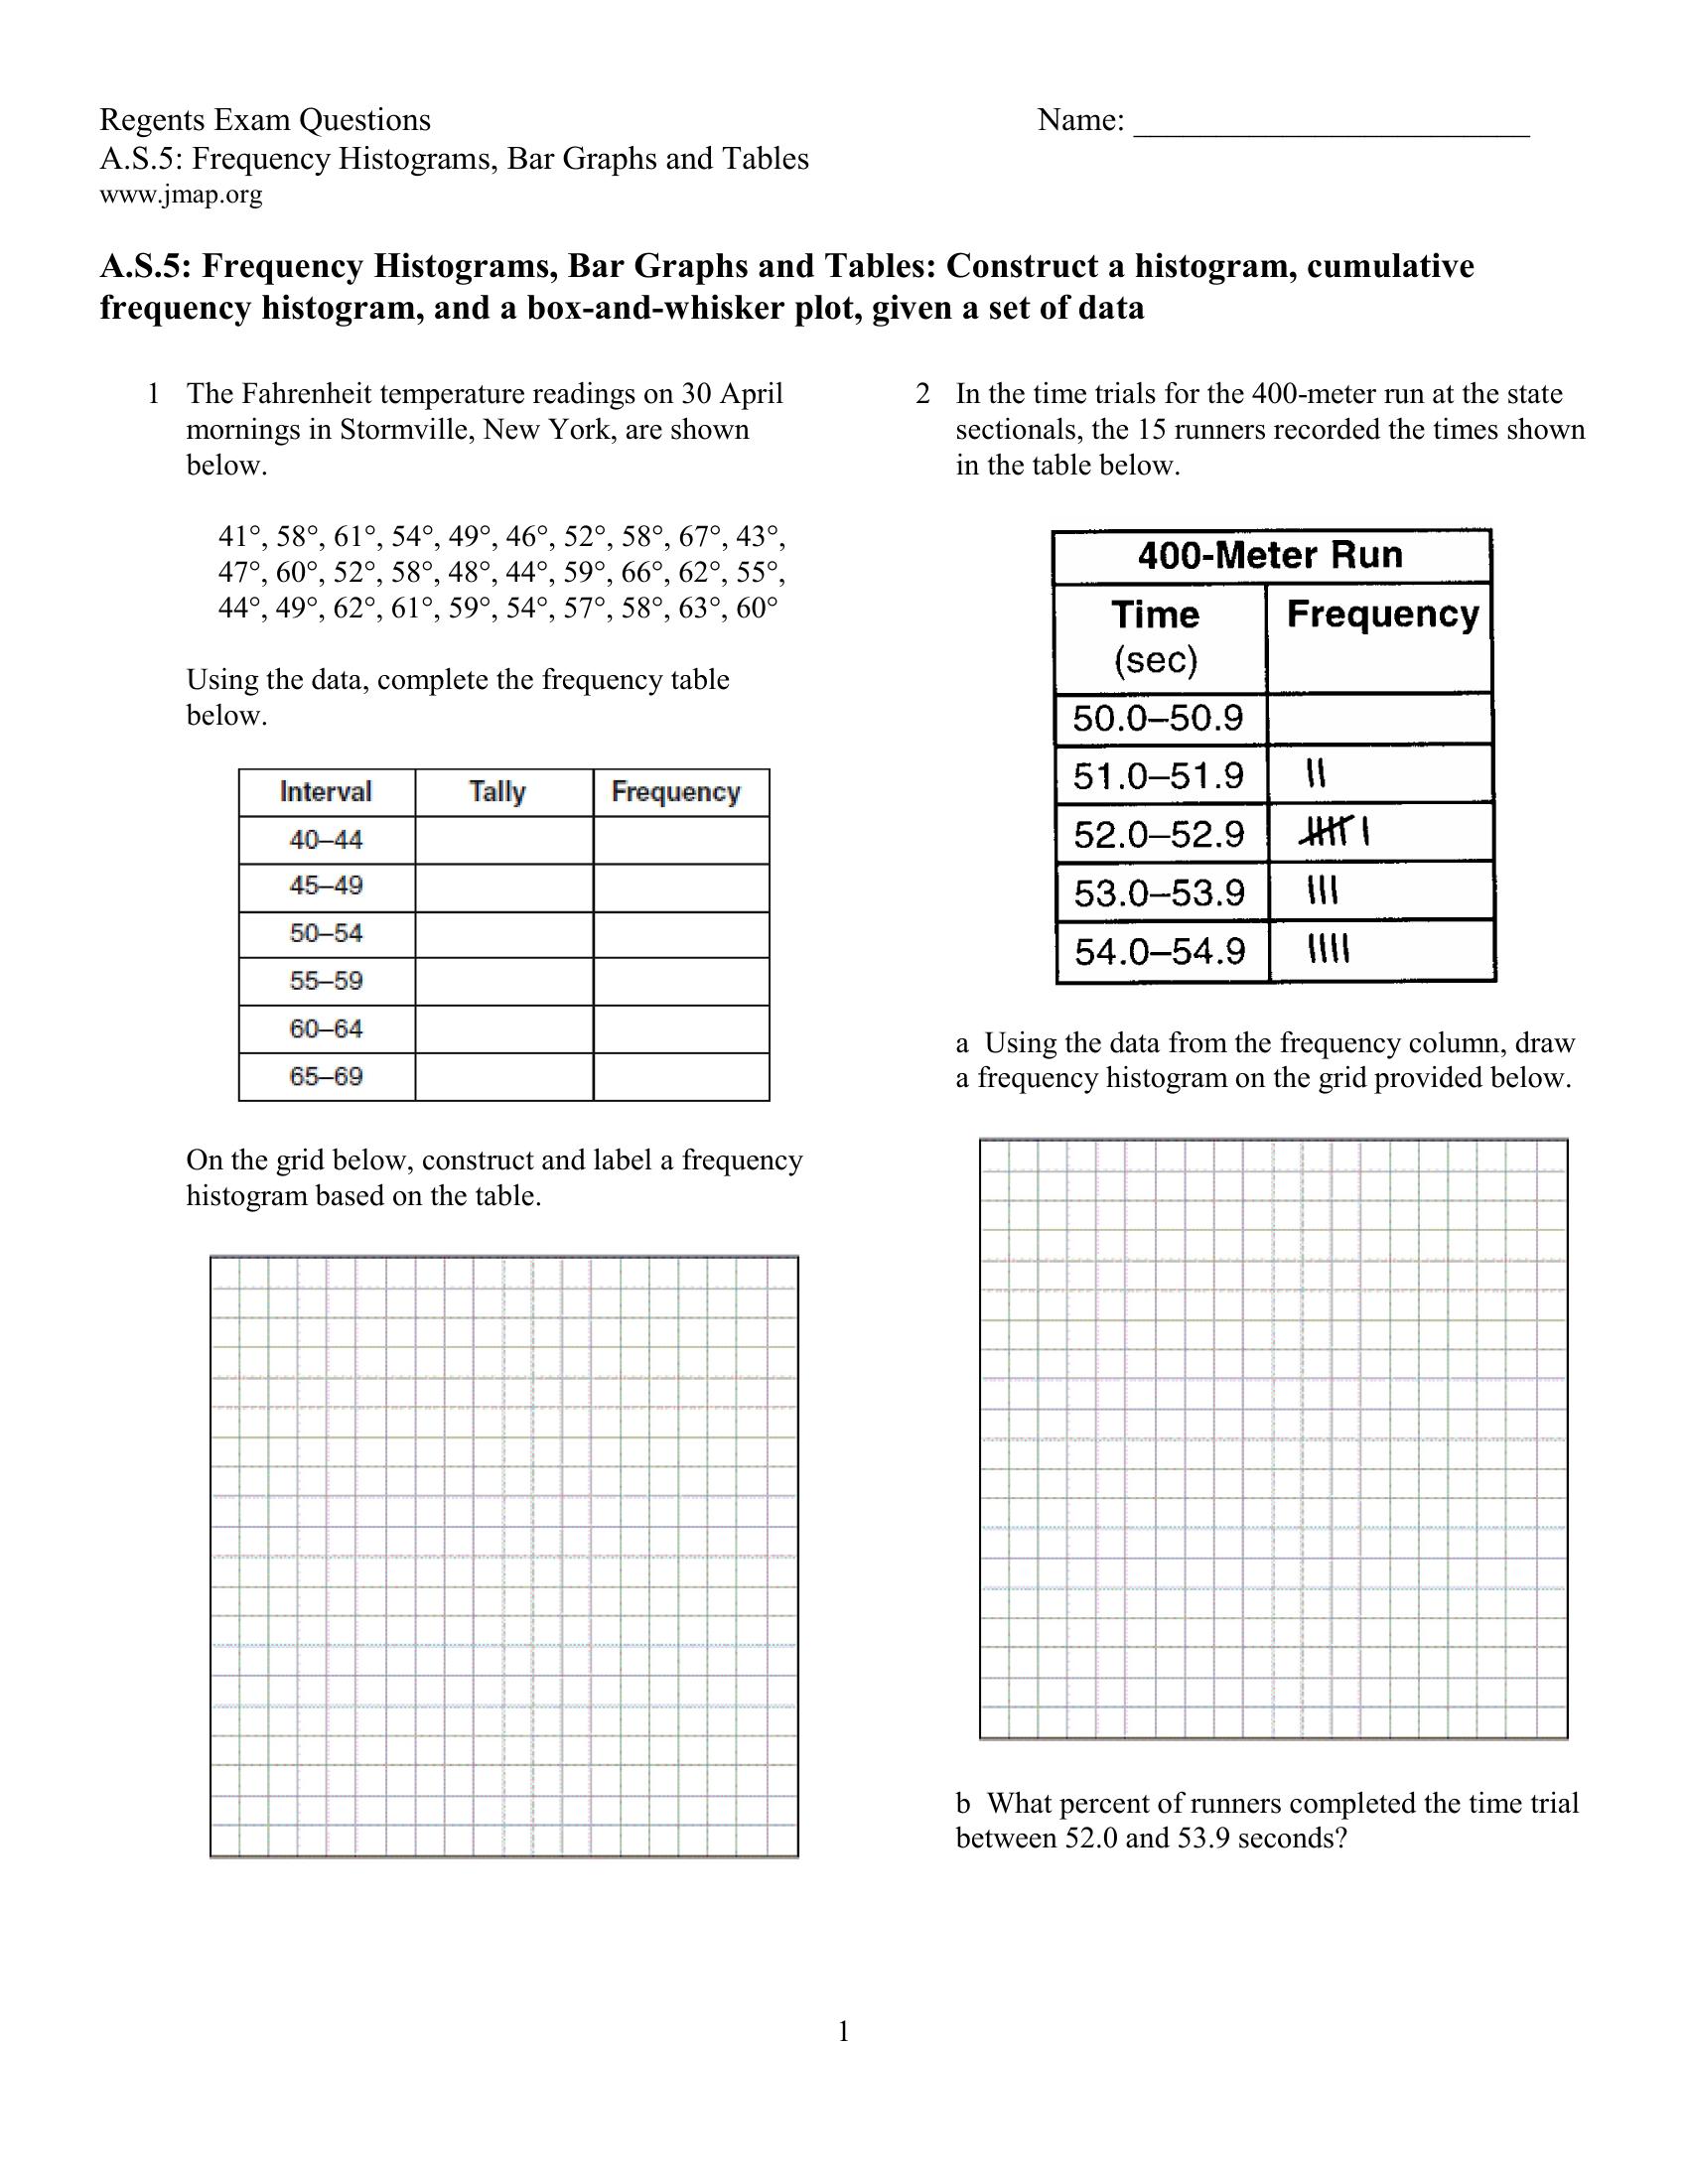 Regents Exam Questions
Name: ________________________
A.S.5: Frequency Histograms, Bar Graphs and Tables
www.jmap.org
A.S.5: Frequency Histograms, Bar Graphs and Tables: Construct a histogram, cumulative
frequency histogram, and a box-and-whisker plot, given a set of data
1 The Fahrenheit temperature readings on 30 April
mornings in Stormville, New York, are shown
below.
41°, 58°, 61°, 54°, 49°, 46°, 52°, 58°, 67°, 43°,
47°, 60°, 52°, 58°, 48°, 44°, 59°, 66°, 62°, 55°,
44°, 49°, 62°, 61°, 59°, 54°, 57°, 58°, 63°, 60°
Using the data, complete the frequency table
below.
Interval Tally Frequency
40–44
45–49
50–54
55–59
60–64
65–69
On the grid below, construct and label a frequency
histogram based on the table.
2 In the time trials for the 400-meter run at the state
sectionals, the 15 runners recorded the times shown
in the table below.
400-Meter Run
Time Frequency
(sec)
50.0–50.9
51.0–51.9
52.0–52.9
53.0–53.9
54.0–54.9
a Using the data from the frequency column, draw
a frequency histogram on the grid provided below.
b What percent of runners completed the time trial
between 52.0 and 53.9 seconds?
1